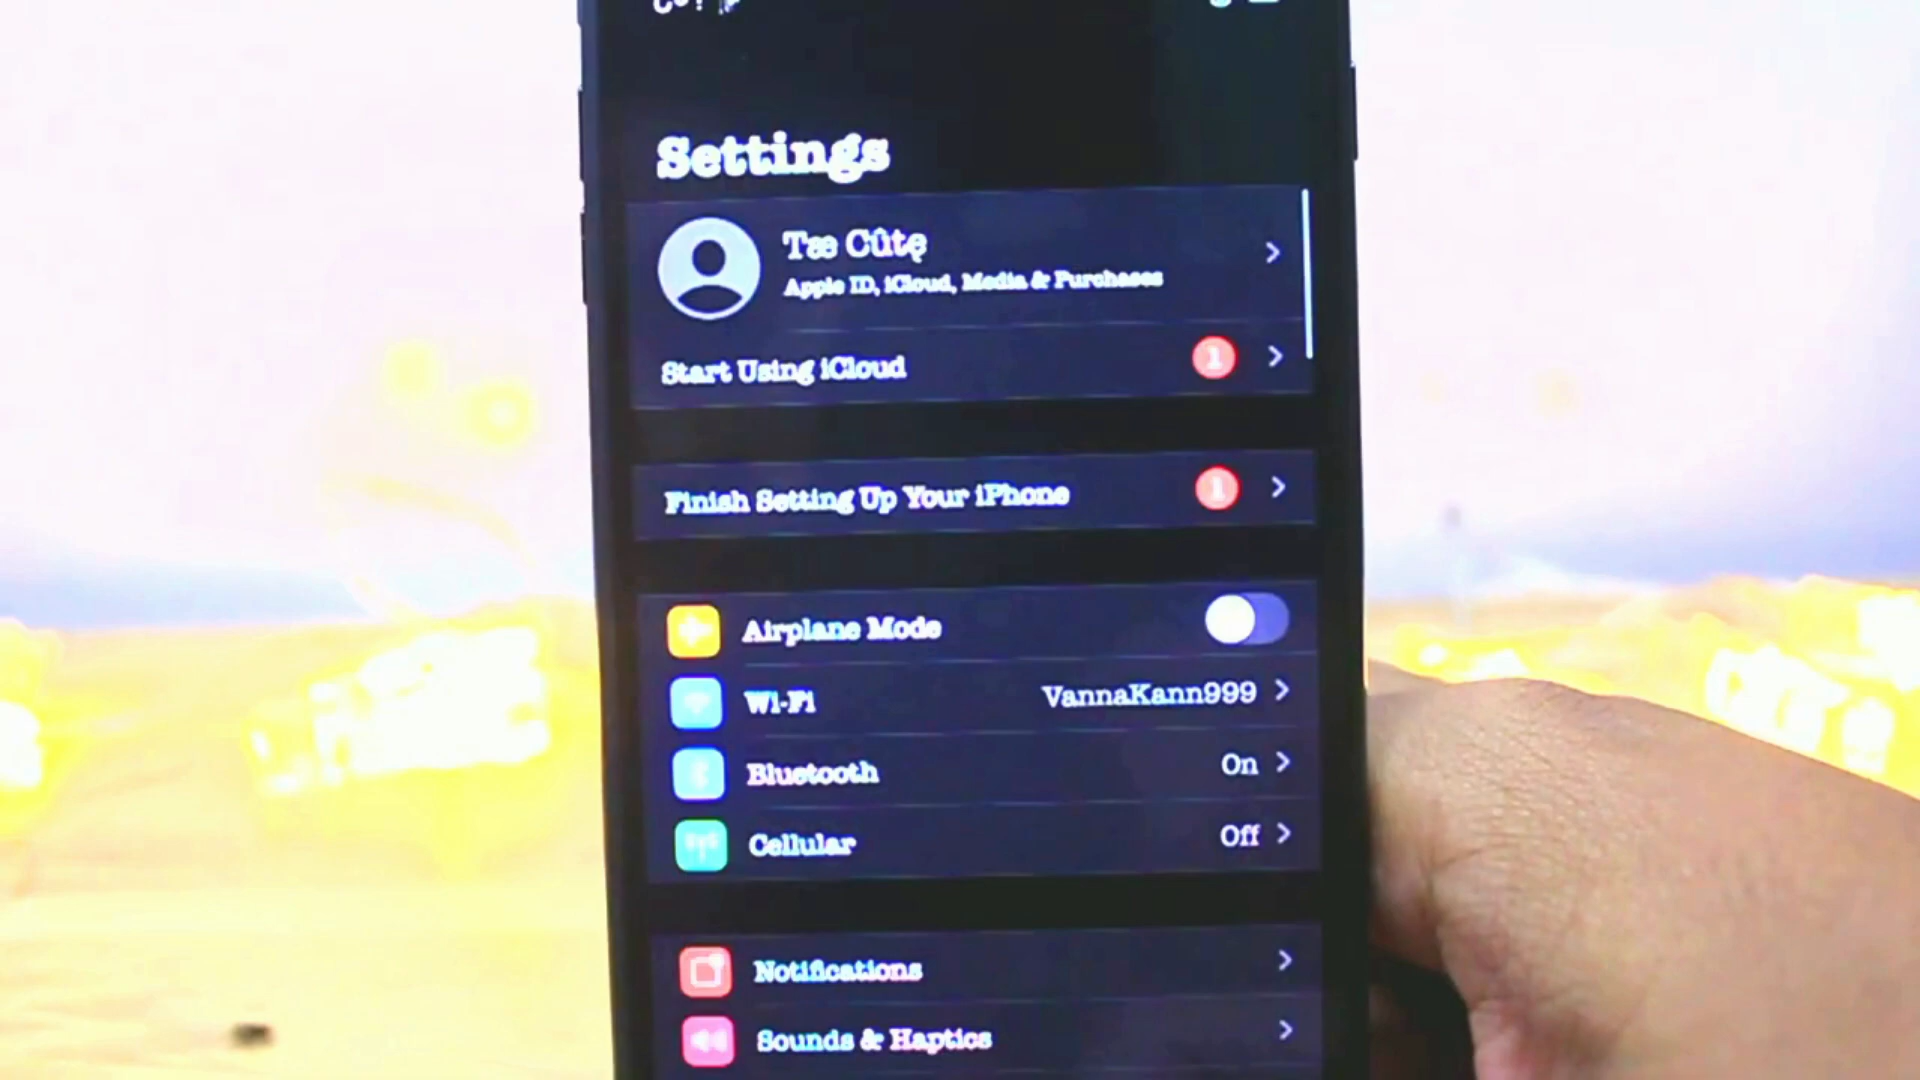 Settings
Tæ Cûtę
Apple ID, iCloud, Media & Purchases
Start Using iCloud 1
Finish Setting Up Your iPhone 1
Airplane Mode
Wi-Fi VannaKann999
Bluetooth On
Cellular Off
Notifications
Sounds & Haptics